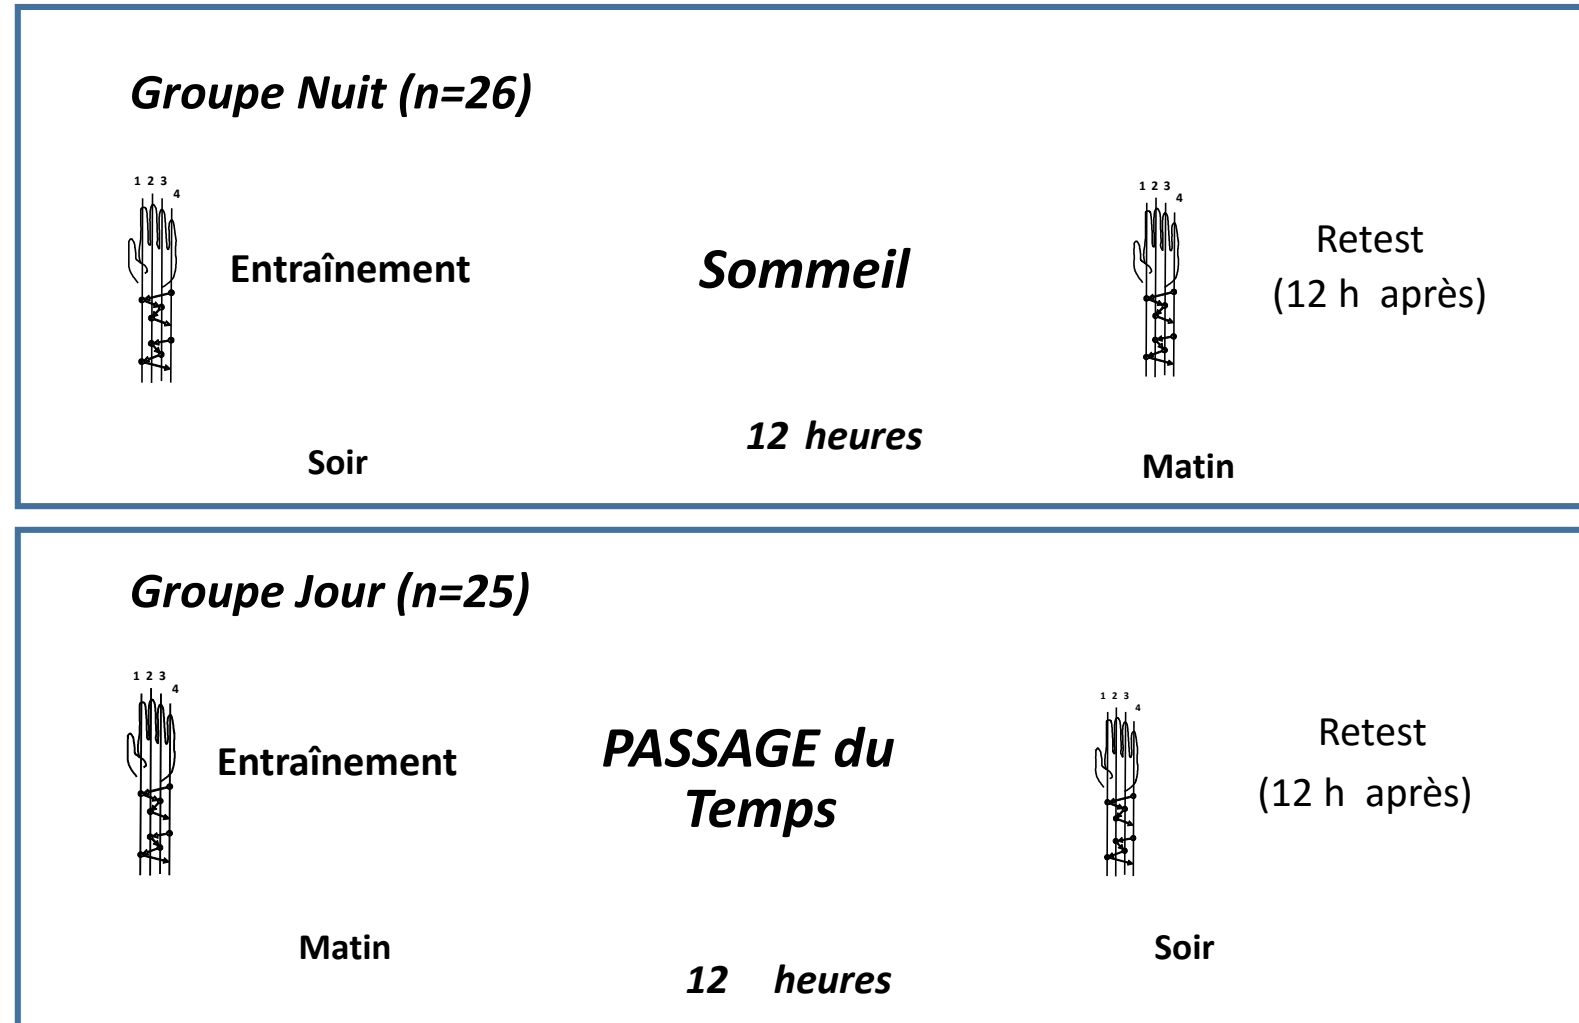 Groupe Nuit (n=26)
1 2 3
4
Entraînement
Sommeil
1 2 3
4
Retest
(12 h après)
12 heures
Soir
Matin
Groupe Jour (n=25)
1 2 3
4
Entraînement
PASSAGE du
Temps
1 2 3
4
Retest
(12 h après)
Matin
Soir
12 heures